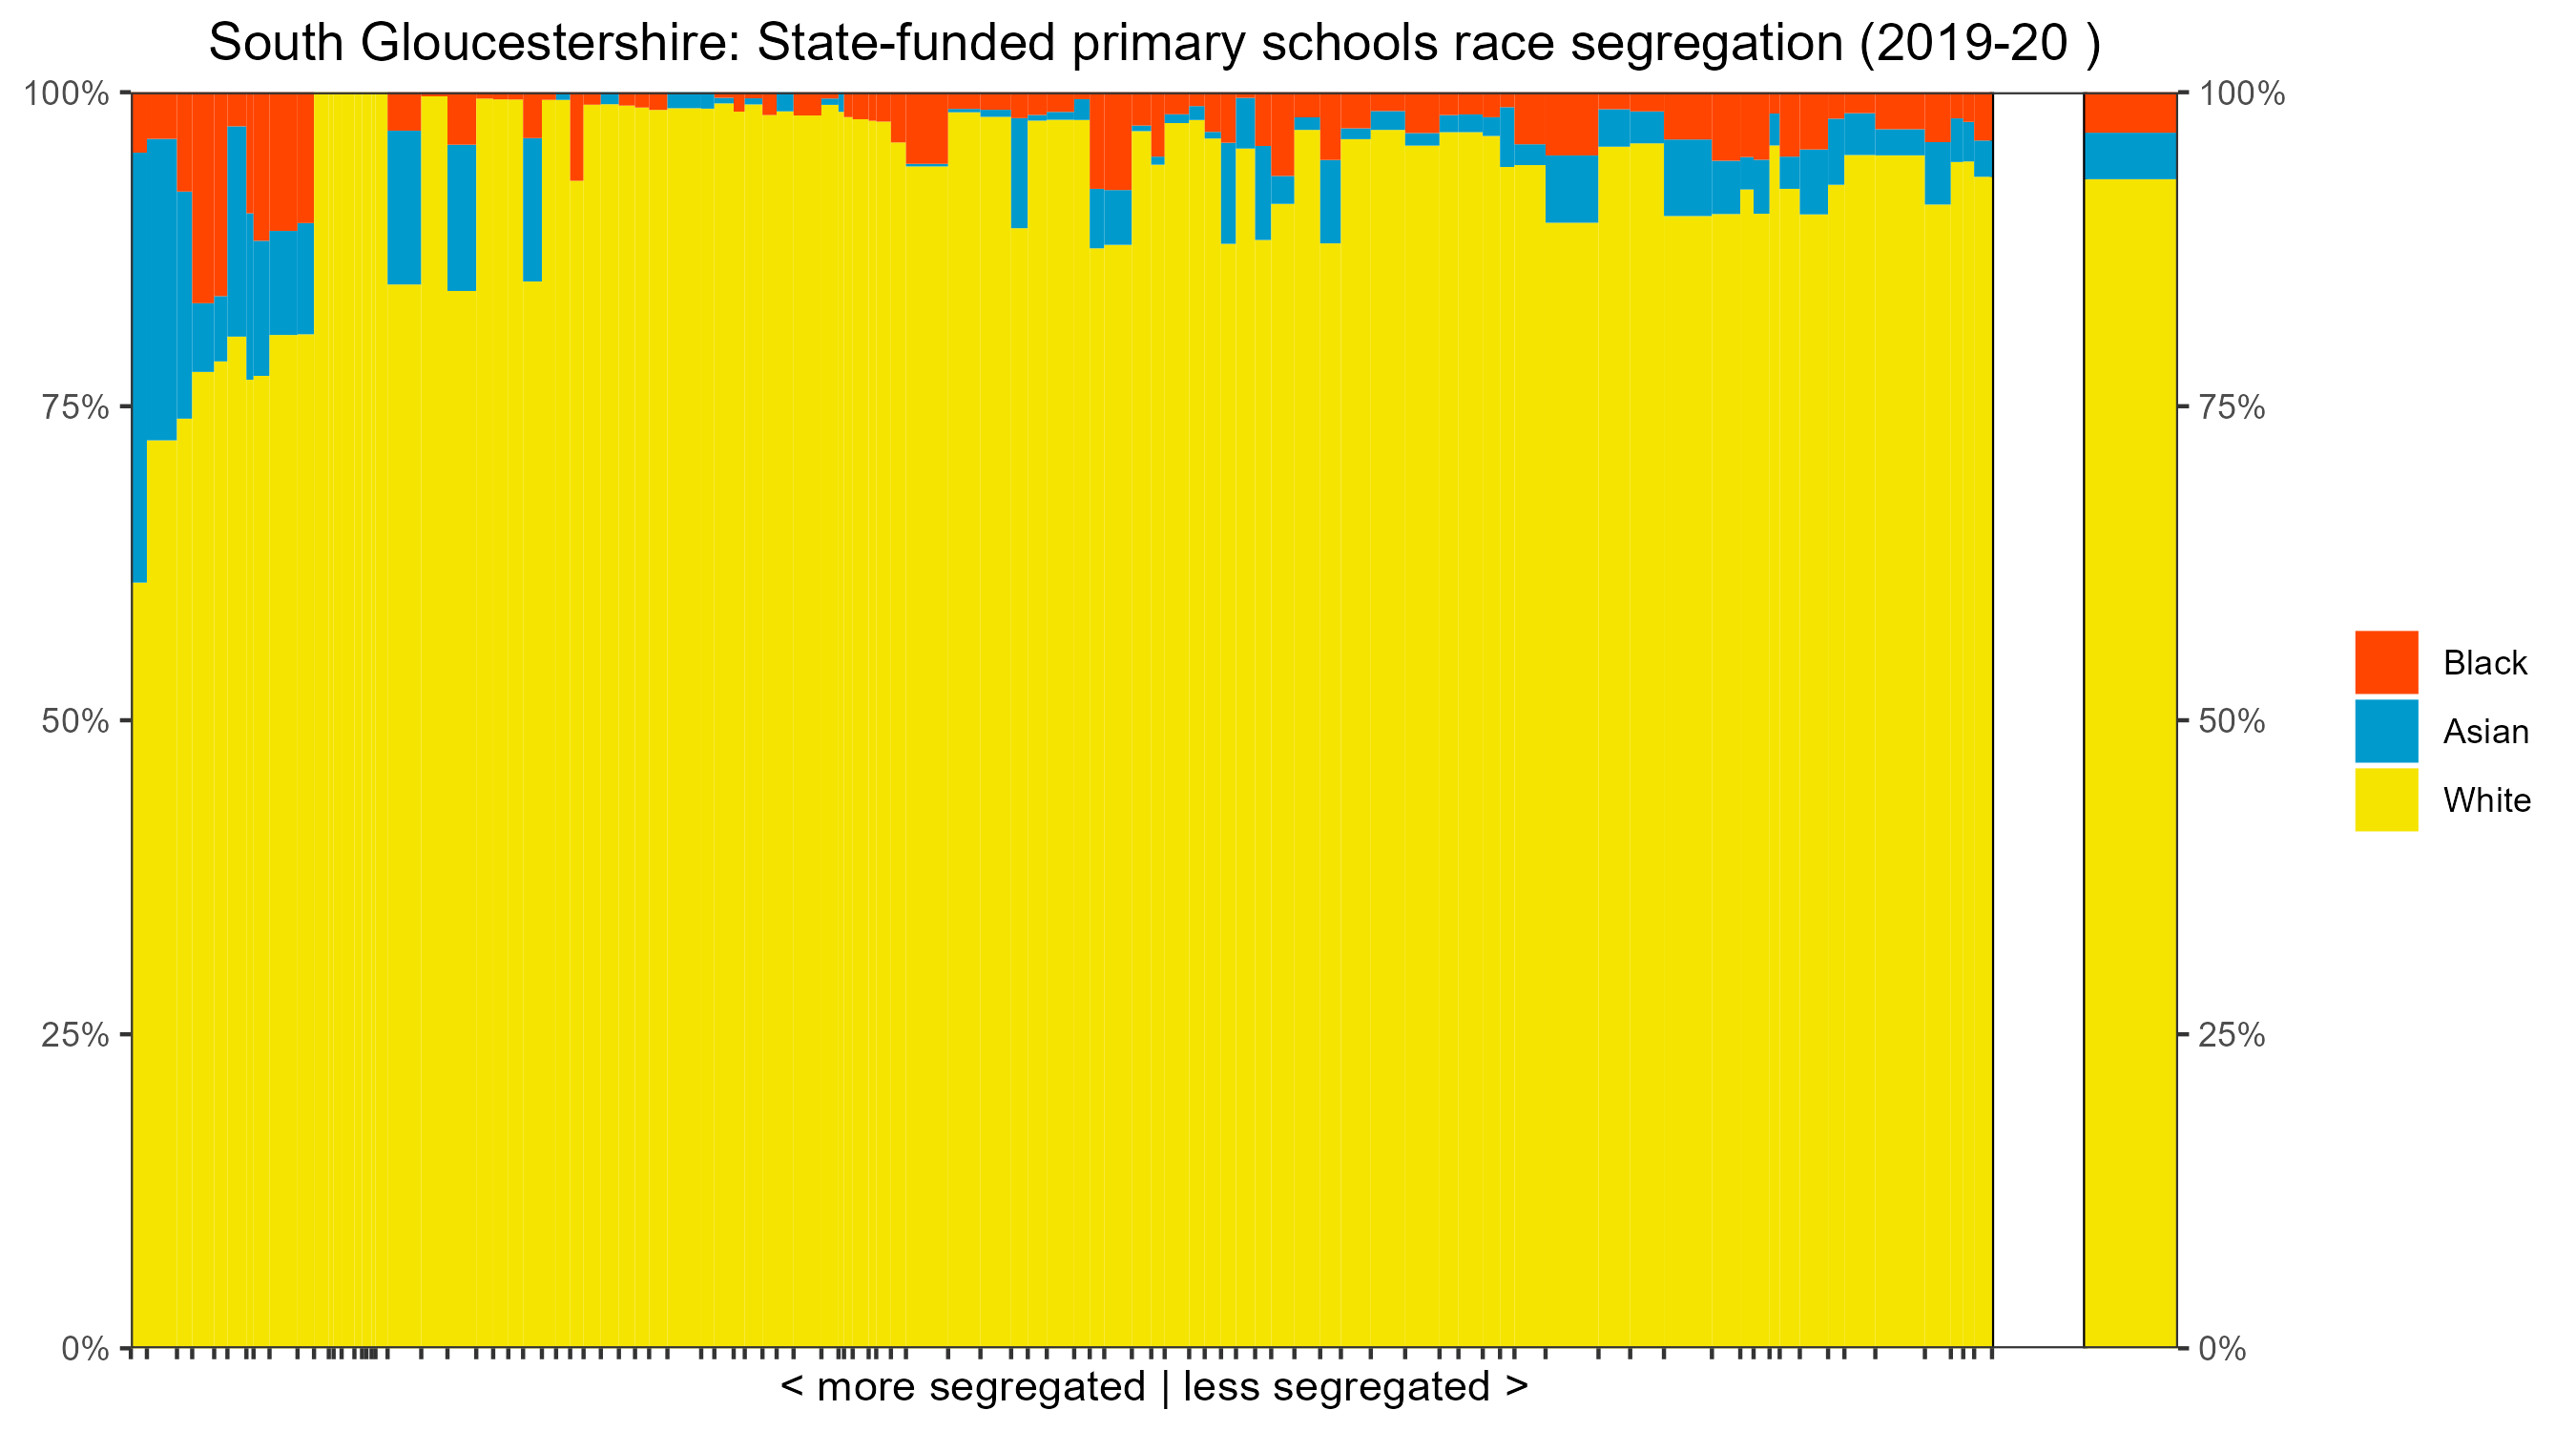 South Gloucestershire: State-funded primary schools race segregation (2019-20 )
100%
75%
50%
25%
0%
100%
75%
50%
25%
0%
Black
Asian
White
< more segregated | less segregated >